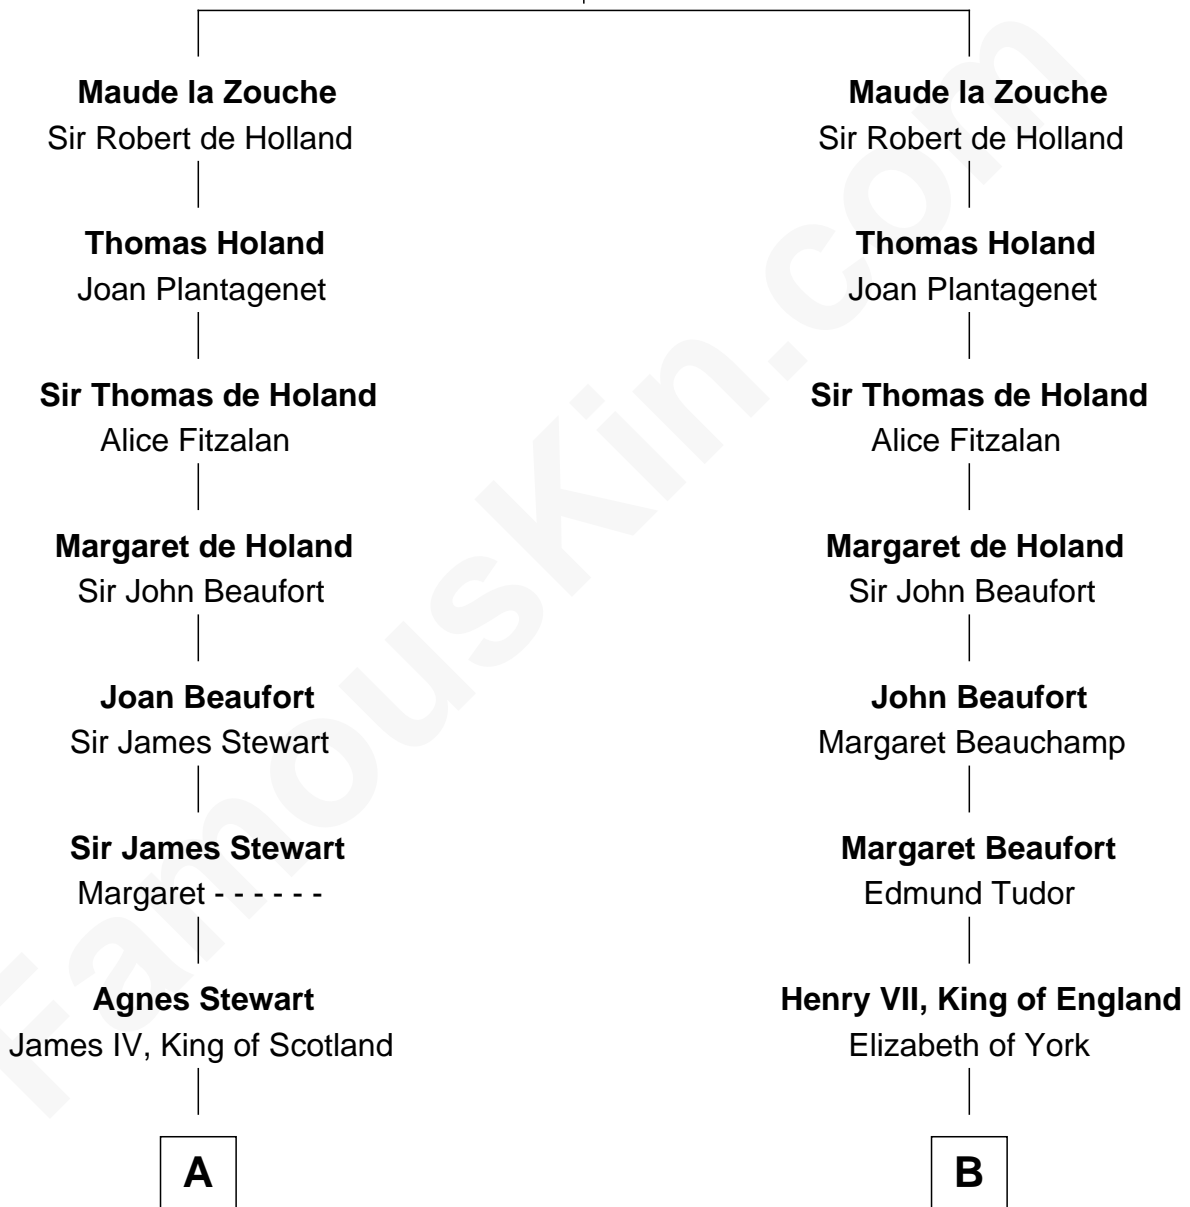 Maude la Zouche
Sir Robert de Holland
Thomas Holand
Joan Plantagenet
Sir Thomas de Holand
Alice Fitzalan
Margaret de Holand
Sir John Beaufort
Joan Beaufort
Sir James Stewart
Sir James Stewart
Margaret - - - - - -
Agnes Stewart
James IV, King of Scotland
A
Maude la Zouche
Sir Robert de Holland
Thomas Holand
Joan Plantagenet
Sir Thomas de Holand
Alice Fitzalan
Margaret de Holand
Sir John Beaufort
John Beaufort
Margaret Beauchamp
Margaret Beaufort
Edmund Tudor
Henry VII, King of England
Elizabeth of York
B
FamousKin.com